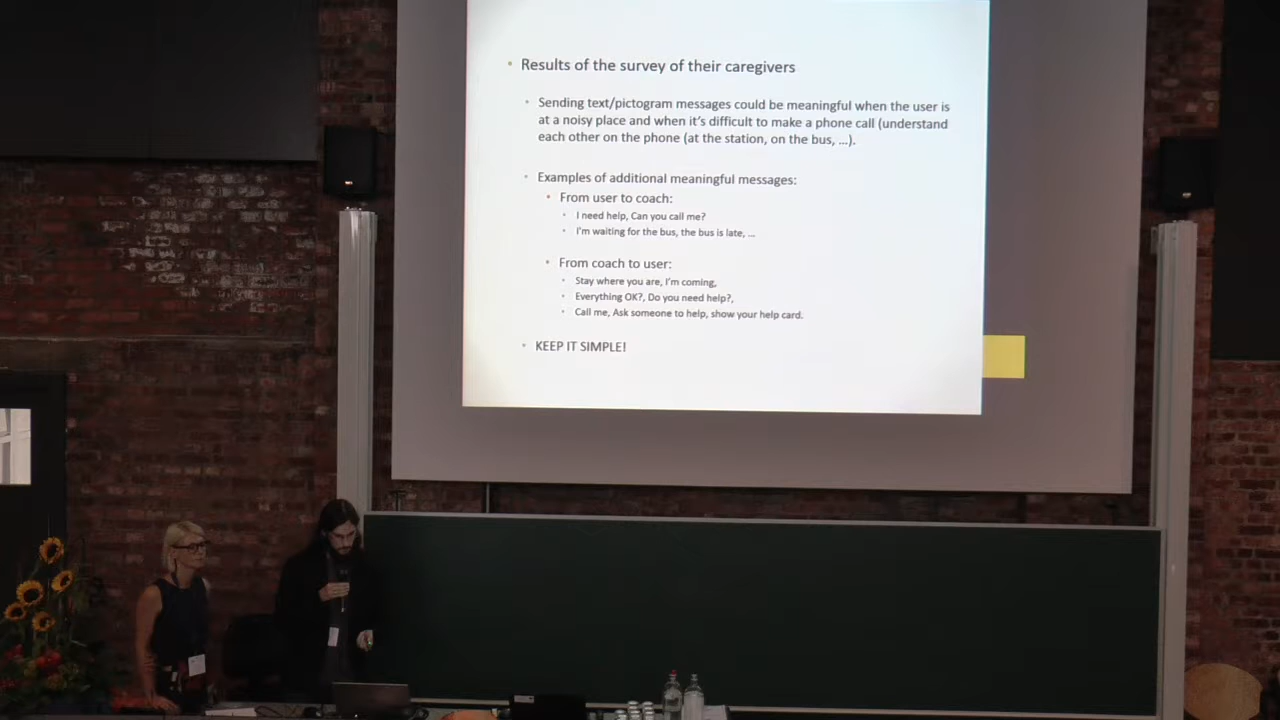 Results of the survey of their caregivers
Sending text/pictogram messages could be meaningful when the user is
at a noisy place and when it's difficult to make a phone call (understand
each other on the phone (at the station, on the bus, ...).
Examples of additional meaningful messages:
From user to coach:
I need help, Can you call me?
I'm waiting for the bus, the bus is late, ...
From coach to user:
Stay where you are, I'm coming,
Everything OK?, Do you need help?,
Call me, Ask someone to help, show your help card.
KEEP IT SIMPLE!